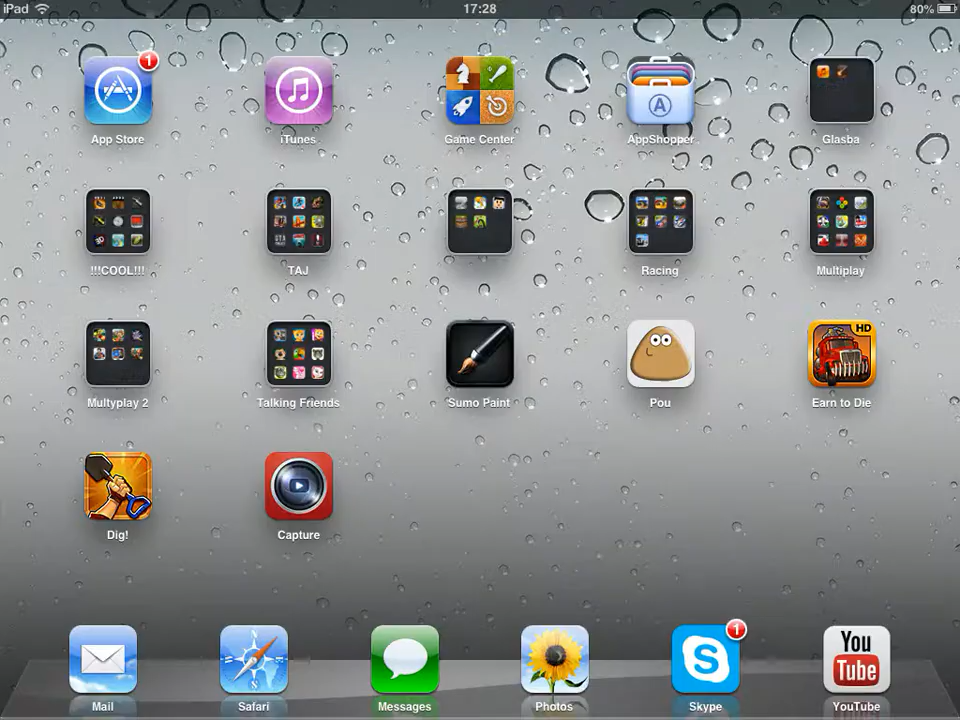 iPad 17:28 80%
1
App Store iTunes Game Center AppShopper Glasba
!!!COOL!!! TAJ Racing Multiplay
HD
Multyplay 2 Talking Friends Sumo Paint Pou Earn to Die
Dig! Capture
1
You
Tube
Mail Safari Messages Photos Skype YouTube